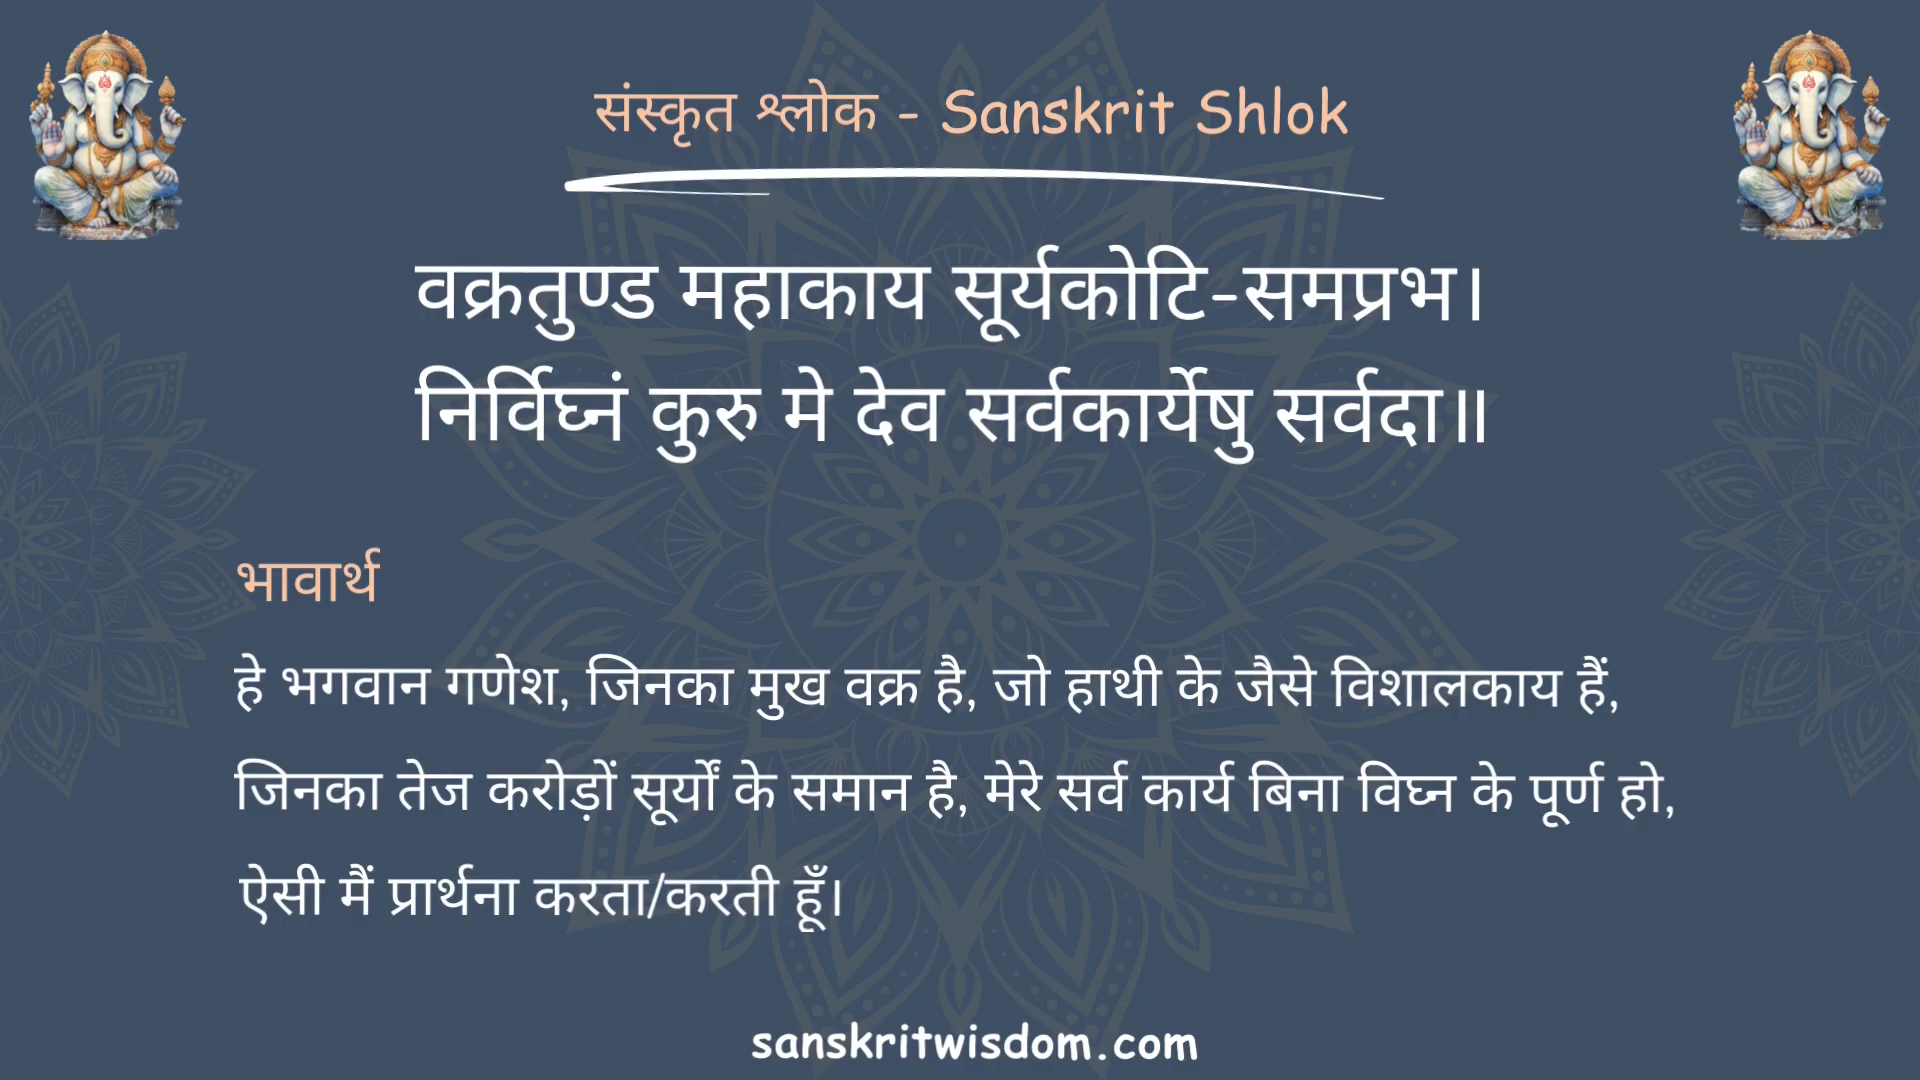 संस्कृत श्लोक - Sanskrit Shlok
वक्रतुण्ड महाकाय सूर्यकोटि-समप्रभ।
निर्विघ्नं कुरु मे देव सर्वकार्येषु सर्वदा॥
भावार्थ
हे भगवान गणेश, जिनका मुख वक्र है, जो हाथी के जैसे विशालकाय हैं,
जिनका तेज करोड़ों सूर्यों के समान है, मेरे सर्व कार्य बिना विघ्न के पूर्ण हो,
ऐसी मैं प्रार्थना करता/करती हूँ।
sanskritwisdom.com